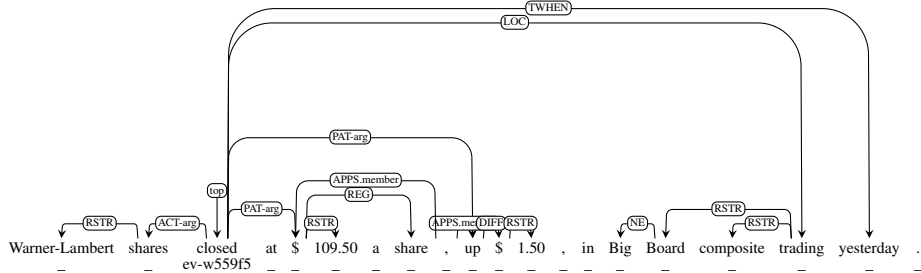 TWHEN
LOC
PAT-arg
top
APPS.member
REG
RSTR ACT-arg PAT-arg RSTR APPS.me DIFF RSTR NE RSTR RSTR
Warner-Lambert shares closed at $ 109.50 a share , up $ 1.50 , in Big Board composite trading yesterday .
_ _ ev-w559f5 _ _ _ _ _ _ _ _ _ _ _ _ _ _ _ _ _